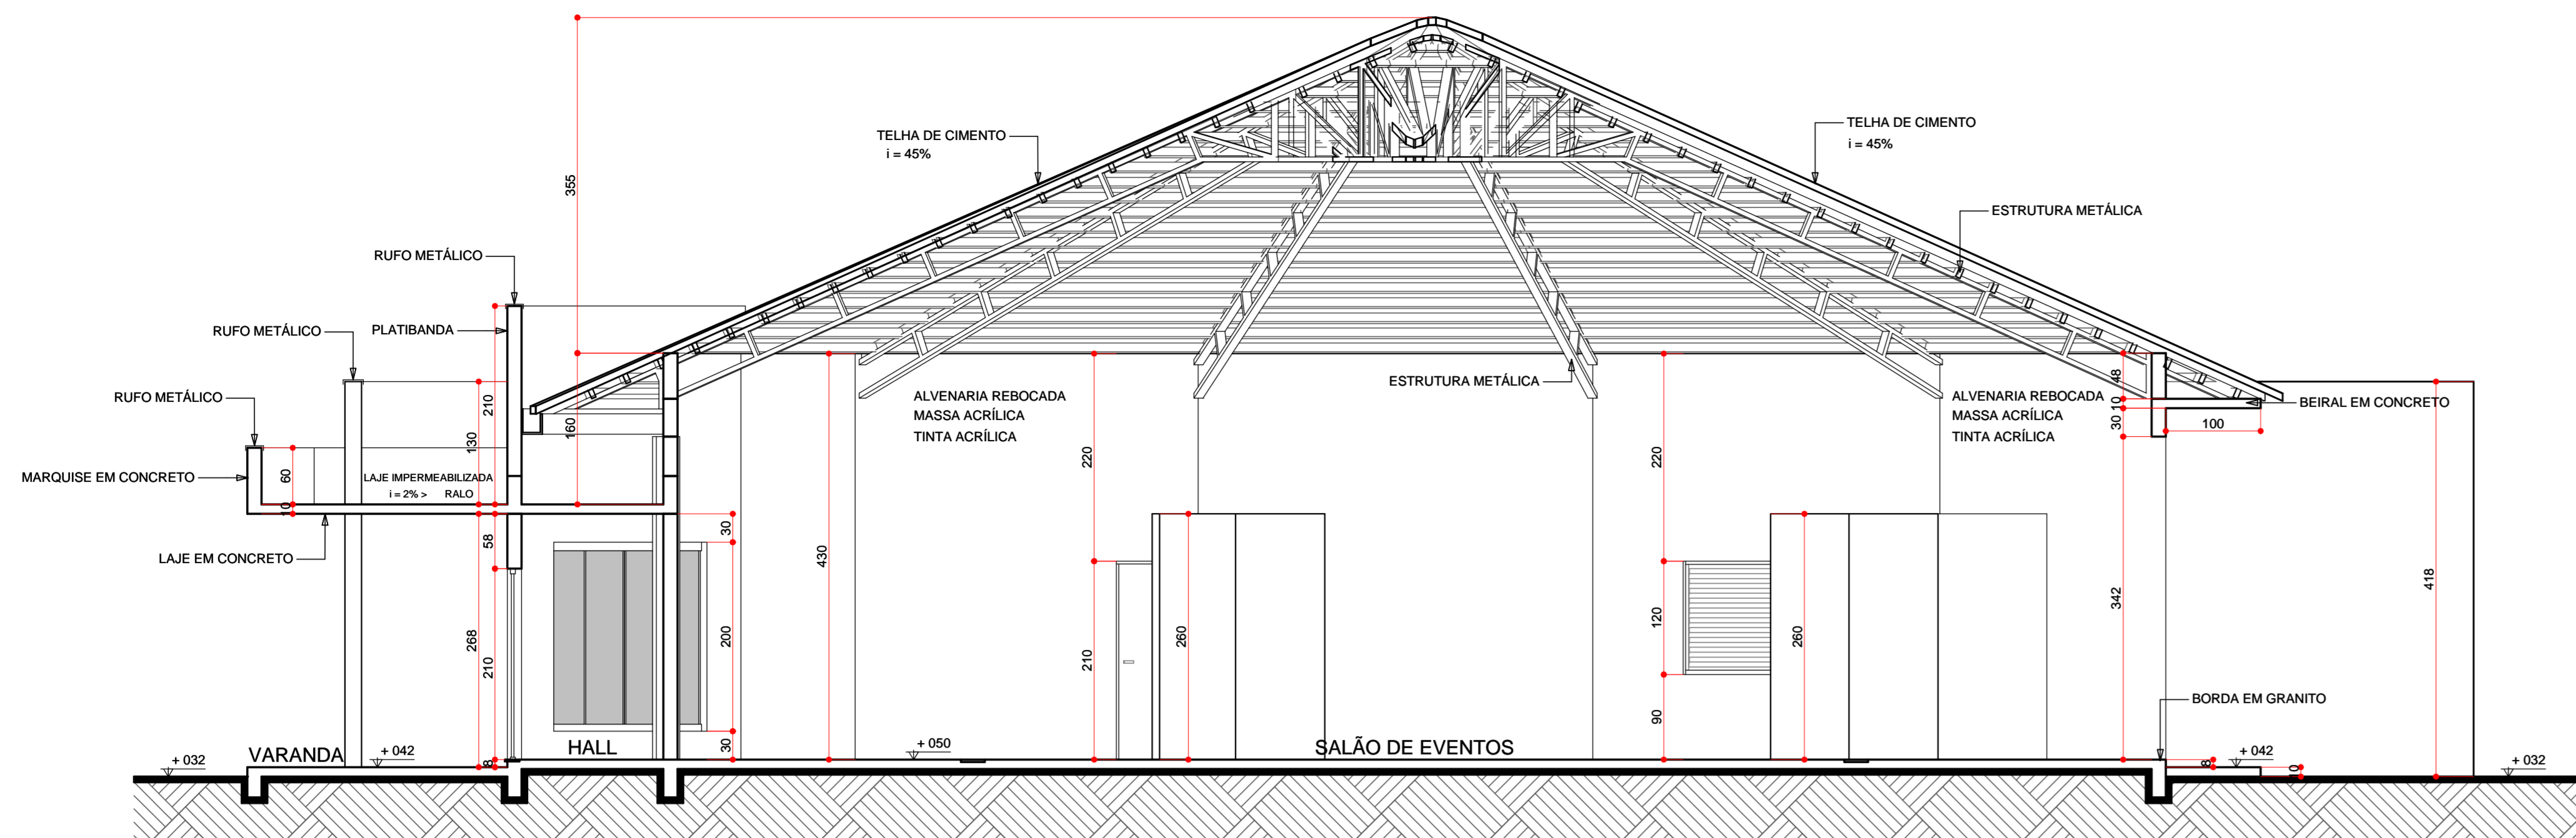 TELHA DE CIMENTO
i = 45%
TELHA DE CIMENTO
i = 45%
355
ESTRUTURA METÁLICA
RUFO METÁLICO
RUFO METÁLICO
PLATIBANDA
RUFO METÁLICO
ESTRUTURA METÁLICA
ALVENARIA REBOCADA
MASSA ACRÍLICA
TINTA ACRÍLICA
ALVENARIA REBOCADA
MASSA ACRÍLICA
TINTA ACRÍLICA
BEIRAL EM CONCRETO
48
10
30
100
210
130
160
60
10
220
220
MARQUISE EM CONCRETO
LAJE IMPERMEABILIZADA
i = 2% > RALO
LAJE EM CONCRETO
58
30
430
268
210
200
210
260
120
260
342
418
90
30
8
BORDA EM GRANITO
+ 032
VARANDA
+ 042
HALL
+ 050
SALÃO DE EVENTOS
8
+ 042
10
+ 032